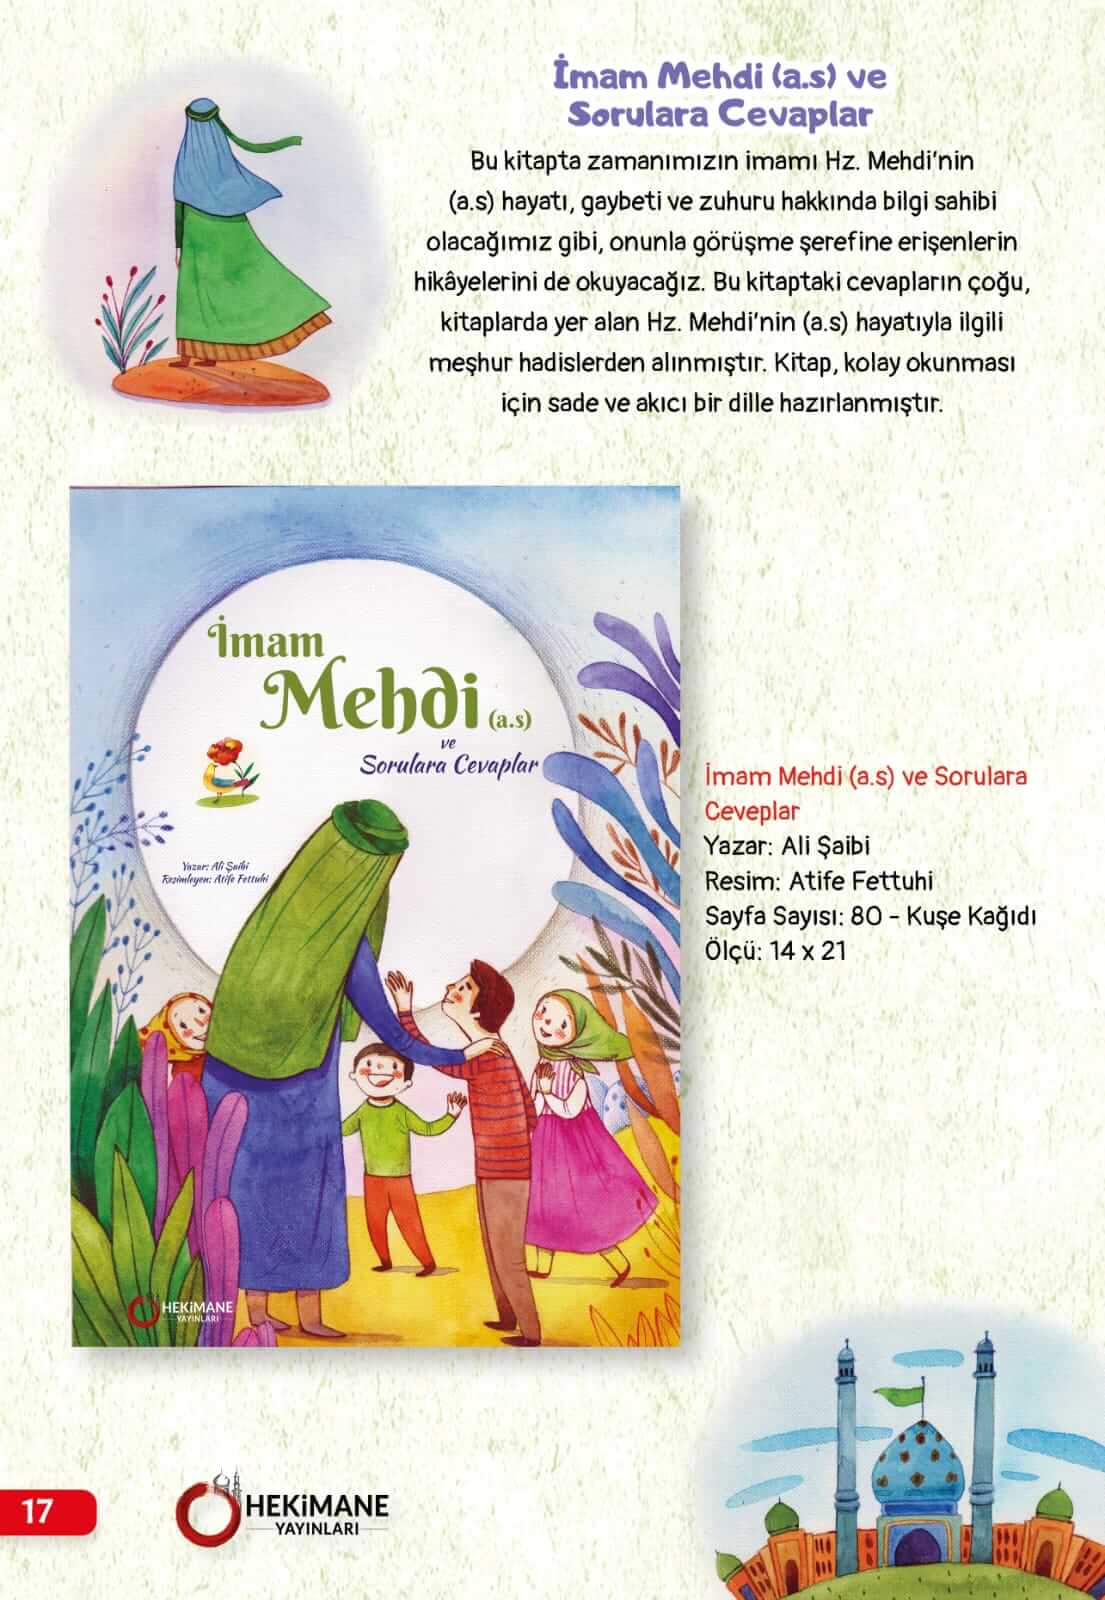 İmam Mehdi (a.s) ve
Sorulara Cevaplar
Bu kitapta zamanımızın imamı Hz. Mehdi'nin
(a.s) hayatı, gaybeti ve zuhuru hakkında bilgi sahibi
olacağımız gibi, onunla görüşme şerefine erişenlerin
hikâyelerini de okuyacağız. Bu kitaptaki cevapların çoğu,
kitaplarda yer alan Hz. Mehdi'nin (a.s) hayatıyla ilgili
meşhur hadislerden alınmıştır. Kitap, kolay okunması
için sade ve akıcı bir dille hazırlanmıştır.
İmam
Mehdi (a.s)
ve
Sorulara Cevaplar
Yazar: Ali Şaibi
Resimleyen: Atife Fettuhi
HEKİMANE
YAYINLARI
İmam Mehdi (a.s) ve Sorulara
Ceveplar
Yazar: Ali Şaibi
Resim: Atife Fettuhi
Sayfa Sayısı: 80 - Kuşe Kağıdı
Ölçü: 14 x 21
17
HEKİMANE
YAYINLARI